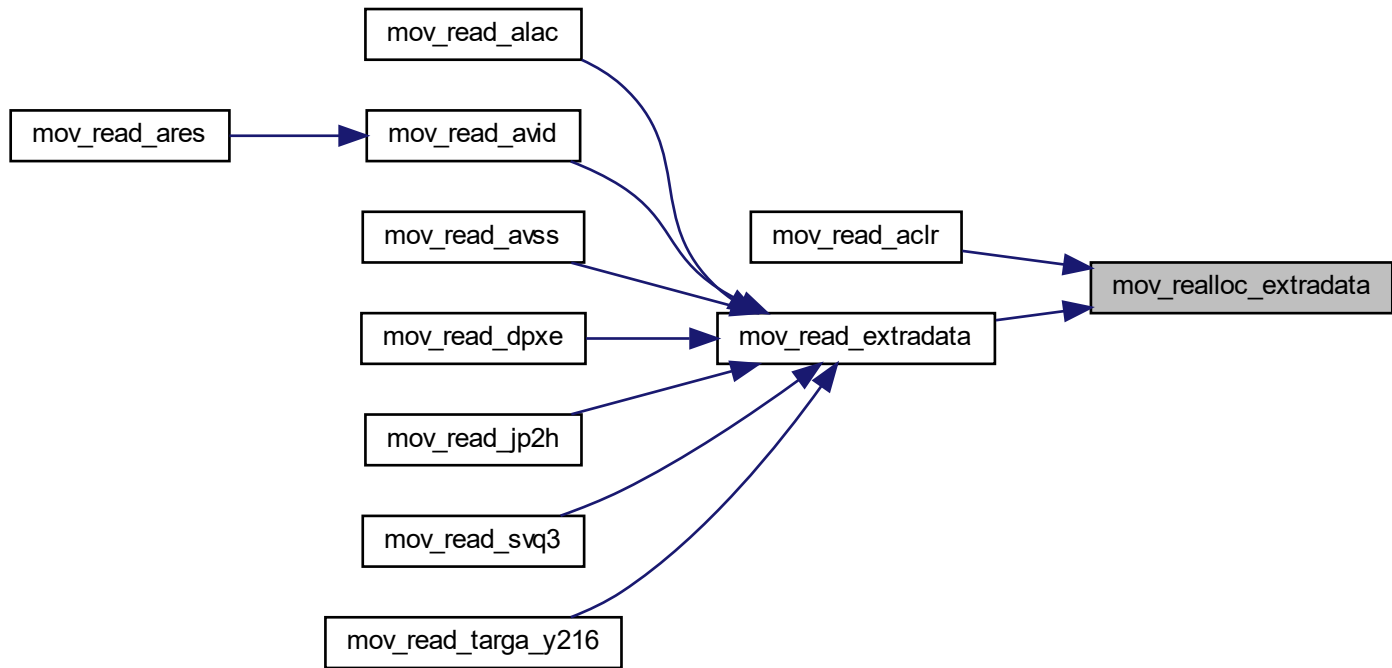 mov_read_alac
mov_read_ares
mov_read_avid
mov_read_avss
mov_read_aclr
mov_realloc_extradata
mov_read_dpxe
mov_read_extradata
mov_read_jp2h
mov_read_svq3
mov_read_targa_y216